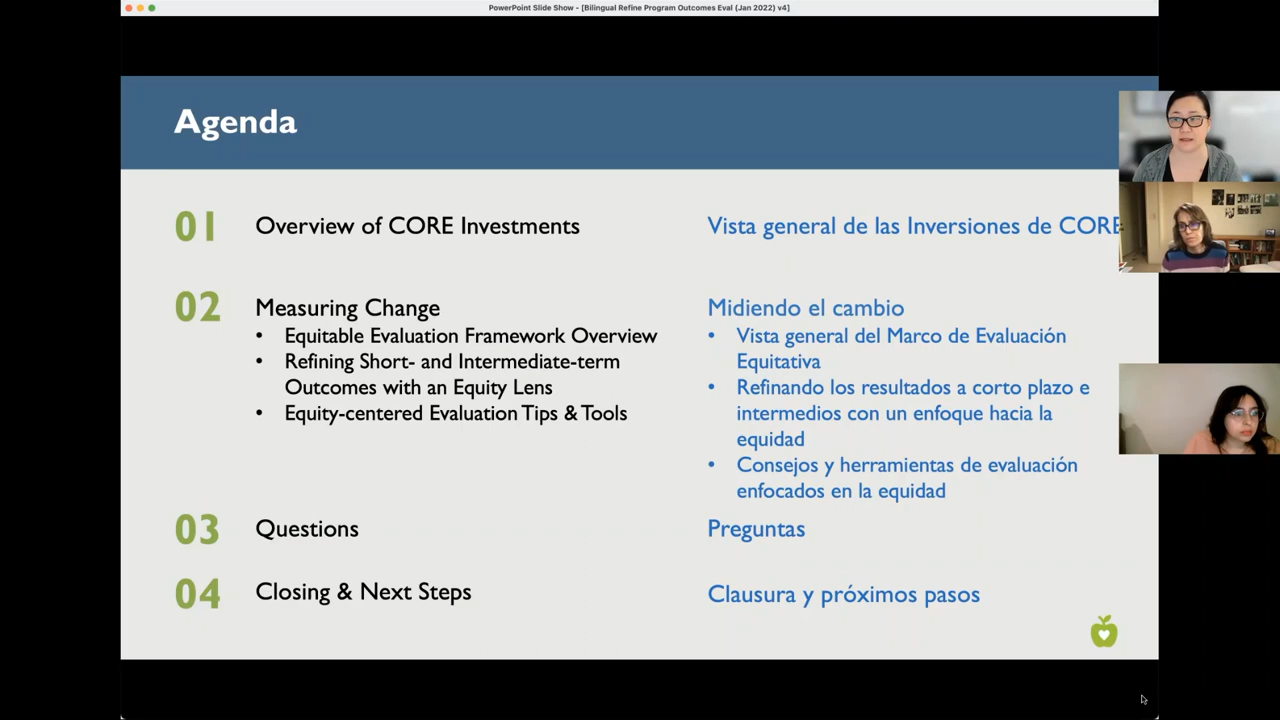 PowerPoint Slide Show - [Bilingual Refine Program Outcomes Eval (Jan 2022) v4]
Agenda
01
Overview of CORE Investments
Vista general de las Inversiones de CORE
02
Measuring Change
• Equitable Evaluation Framework Overview
• Refining Short- and Intermediate-term
Outcomes with an Equity Lens
• Equity-centered Evaluation Tips & Tools
Midiendo el cambio
• Vista general del Marco de Evaluación
Equitativa
• Refinando los resultados a corto plazo e
intermedios con un enfoque hacia la
equidad
• Consejos y herramientas de evaluación
enfocados en la equidad
03
Questions
Preguntas
04
Closing & Next Steps
Clausura y próximos pasos